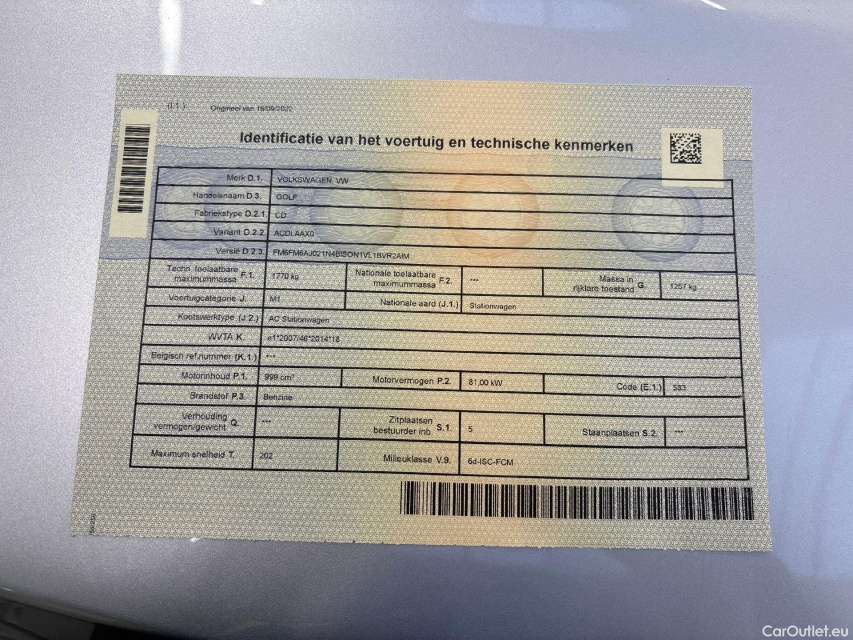 (I.1.) Origineel van 16/09/2022
Identificatie van het voertuig en technische kenmerken
Merk D.1. VOLKSWAGEN, VW
Handelsnaam D.3. GOLF
Fabriekstype D.2.1. CD
Variant D.2.2. ACDLAAX0
Versie D.2.3. FM6FM6AJ021N4BISON1VL1BVR2AIM
Techn. toelaatbare maximummassa F.1. 1770 kg Nationale toelaatbare maximummassa F.2. --- Massa in rijklare toestand G. 1257 kg
Voertuigcategorie J. M1 Nationale aard (J.1.) Stationwagen
Koetswerktype (J.2.) AC Stationwagen
WVTA K. e1*2007/46*2014*18
Belgisch ref.nummer (K.1.) ---
Motorinhoud P.1. 999 cm³ Motorvermogen P.2. 81,00 kW Code (E.1.) 583
Brandstof P.3. Benzine
Verhouding vermogen/gewicht Q. --- Zitplaatsen bestuurder inb. S.1. 5 Staanplaatsen S.2. ---
Maximum snelheid T. 202 Milieuklasse V.9. 6d-ISC-FCM
CarOutlet.eu